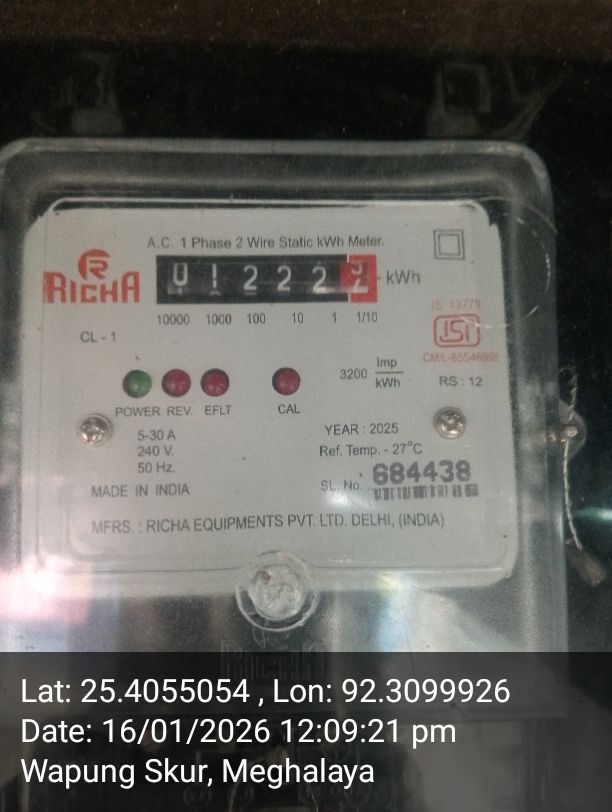 A.C. 1 Phase 2 Wire Static kWh Meter.
RICHA
01222 kWh
10000 1000 100 10 1 1/10
CL - 1
IS: 13779
ISI
RS : 12
3200 Imp/kWh
POWER REV. EFLT CAL
5-30 A
240 V.
50 Hz.
YEAR : 2025
Ref. Temp. - 27°C
SL. No. 684438
MADE IN INDIA
MFRS. : RICHA EQUIPMENTS PVT. LTD. DELHI, (INDIA)
RICHA
Lat: 25.4055054 , Lon: 92.3099926
Date: 16/01/2026 12:09:21 pm
Wapung Skur, Meghalaya